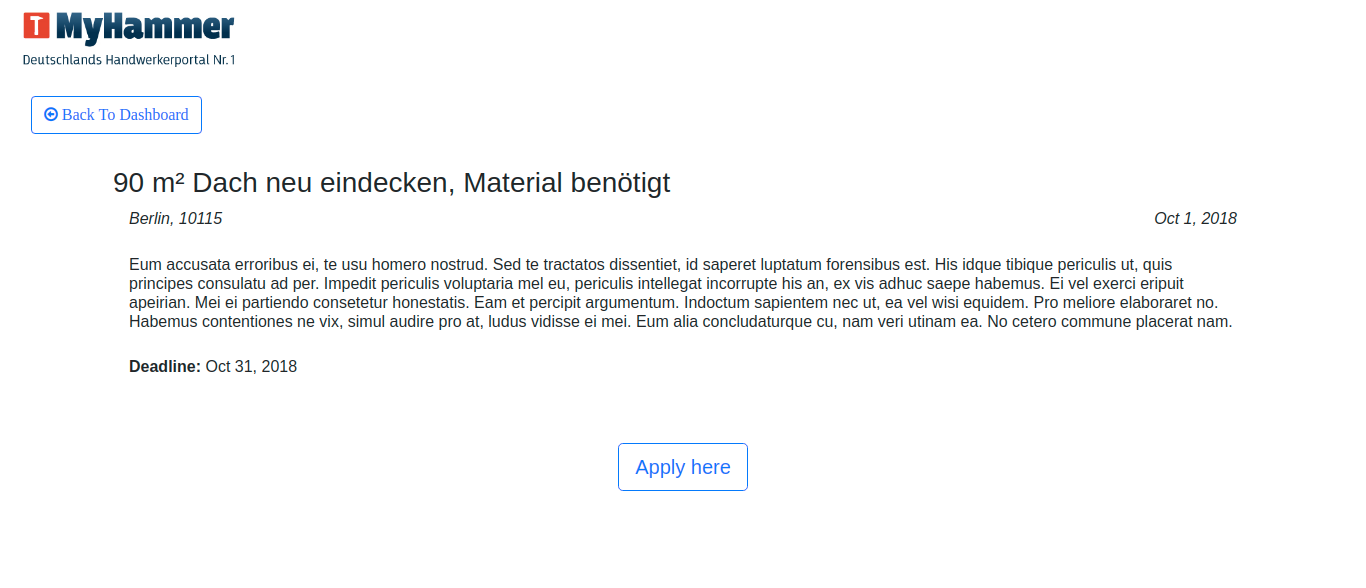 MyHammer
Deutschlands Handwerkerportal Nr.1
Back To Dashboard
90 m² Dach neu eindecken, Material benötigt
Berlin, 10115
Oct 1, 2018
Eum accusata erroribus ei, te usu homero nostrud. Sed te tractatos dissentiet, id saperet luptatum forensibus est. His idque tibique periculis ut, quis
principes consulatu ad per. Impedit periculis voluptaria mel eu, periculis intellegat incorrupte his an, ex vis adhuc saepe habemus. Ei vel exerci eripuit
apeirian. Mei ei partiendo consetetur honestatis. Eam et percipit argumentum. Indoctum sapientem nec ut, ea vel wisi equidem. Pro meliore elaboraret no.
Habemus contentiones ne vix, simul audire pro at, ludus vidisse ei mei. Eum alia concludaturque cu, nam veri utinam ea. No cetero commune placerat nam.
Deadline: Oct 31, 2018
Apply here